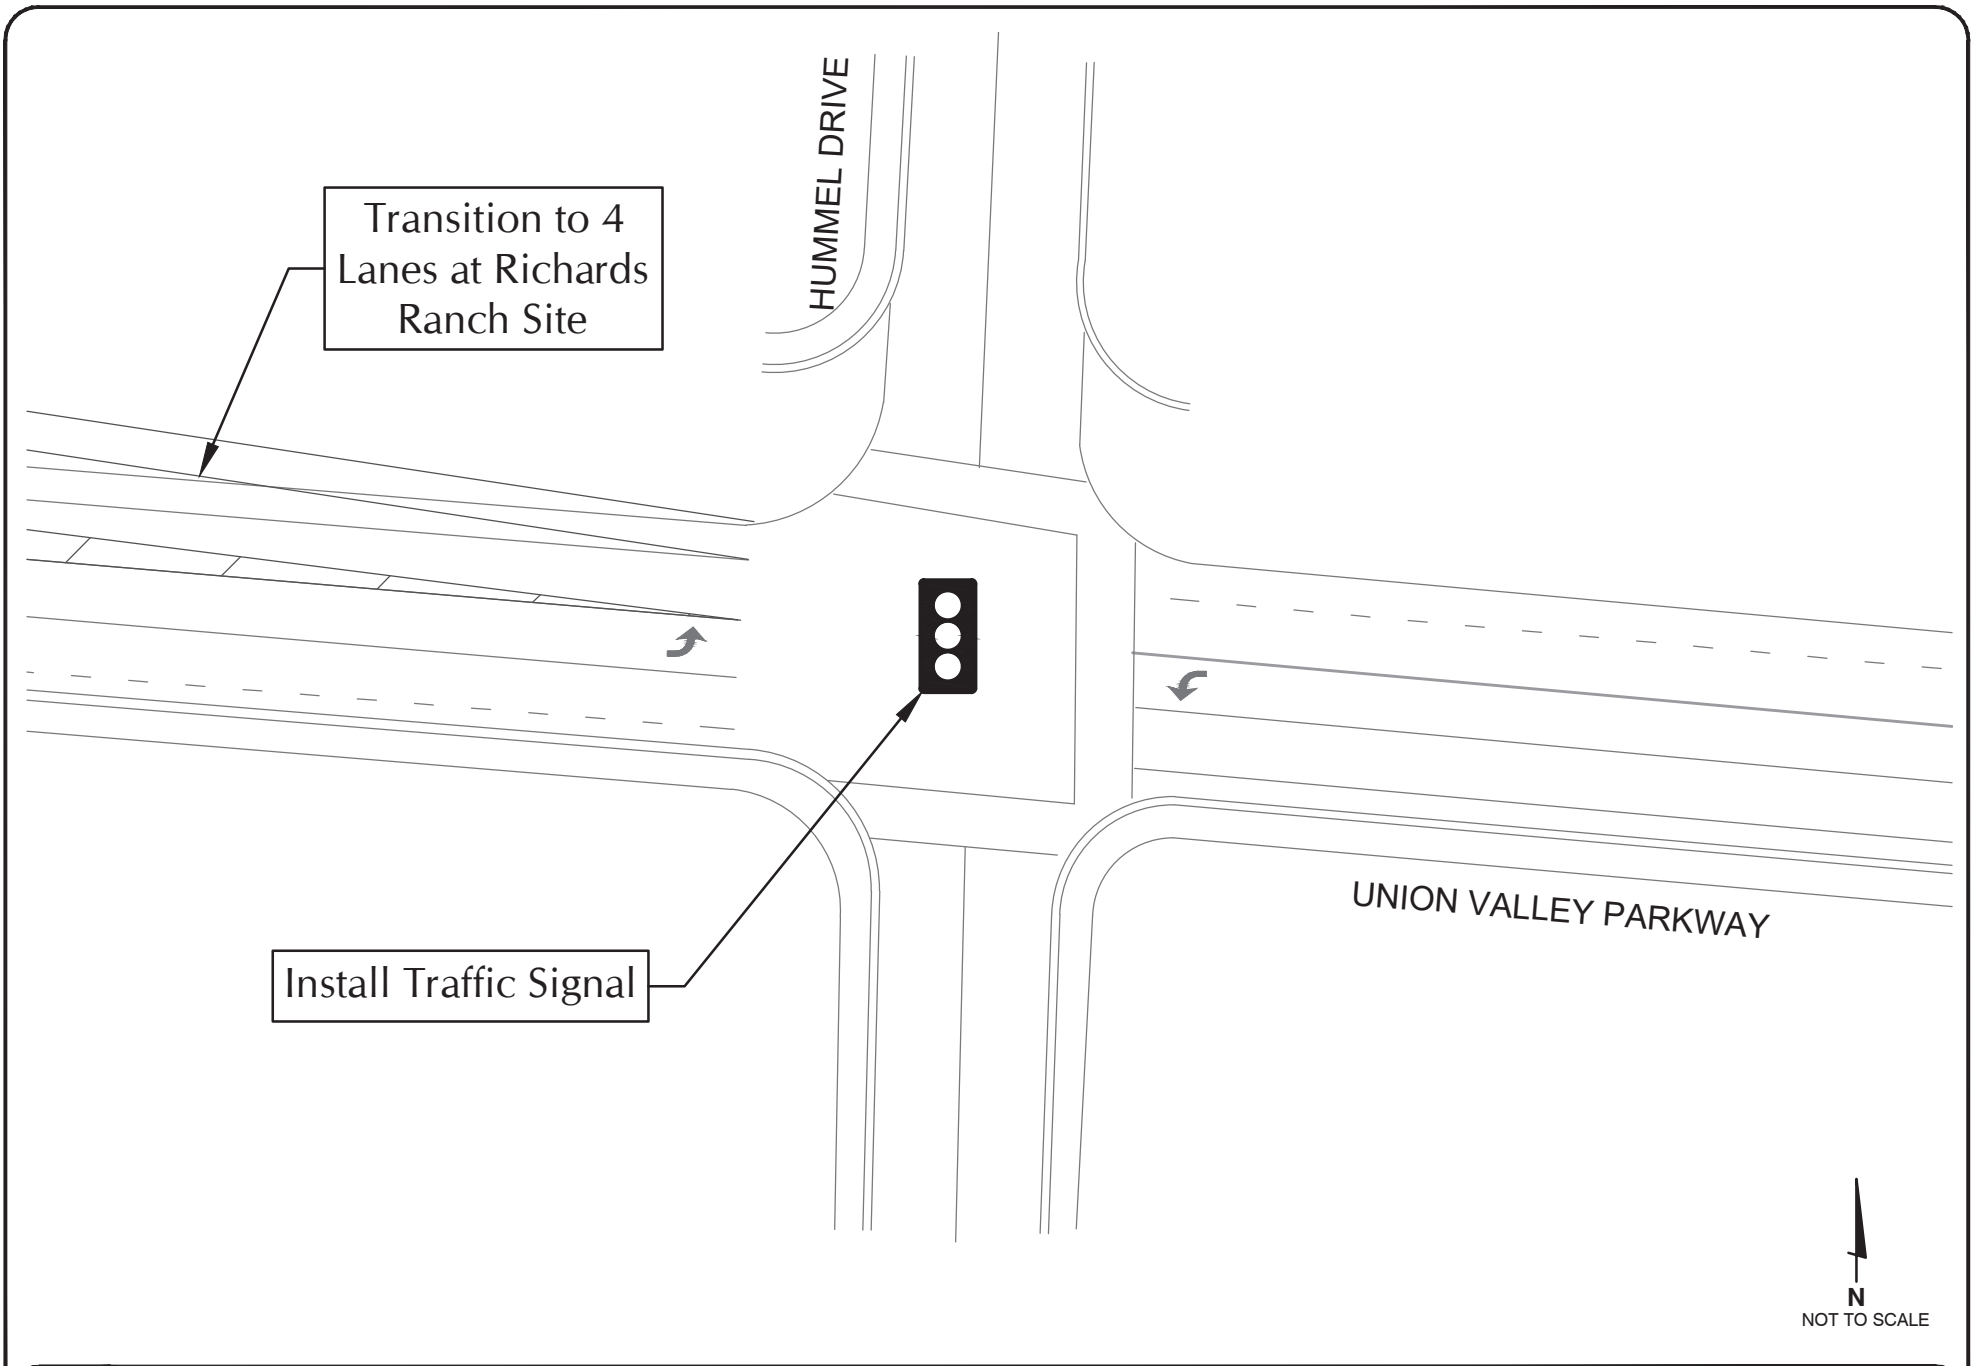 HUMMEL DRIVE
Transition to 4
Lanes at Richards
Ranch Site
UNION VALLEY PARKWAY
Install Traffic Signal
N
NOT TO SCALE